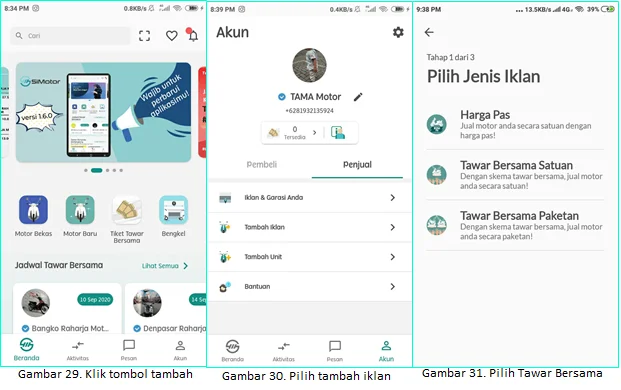 8:34 PM
0.8KB/s
Cari
SiMotor
versi 1.6.0
Wajib untuk
perbarui
aplikasimu!
Motor Bekas
Motor Baru
Tiket Tawar
Bersama
Bengkel
Jadwal Tawar Bersama
Lihat Semua
10 Sep 2020
14 Se
Bangko Raharja Mot...
Denpasar Raharj
Beranda
Aktivitas
Pesan
Akun
Gambar 29. Klik tombol tambah
8:39 PM
0.4KB/s
Akun
TAMA Motor
+6281932135924
0
Tersedia
Pembeli
Penjual
Iklan & Garasi Anda
Tambah Iklan
Tambah Unit
Bantuan
Beranda
Aktivitas
Pesan
Akun
Gambar 30. Pilih tambah iklan
9:38 PM
... 13.5KB/s 4G 39%
Tahap 1 dari 3
Pilih Jenis Iklan
Harga Pas
Jual motor anda secara satuan dengan
harga pas!
Tawar Bersama Satuan
Dengan skema tawar bersama, jual motor
anda secara satuan!
Tawar Bersama Paketan
Dengan skema tawar bersama, jual motor
anda secara paketan!
Gambar 31. Pilih Tawar Bersama